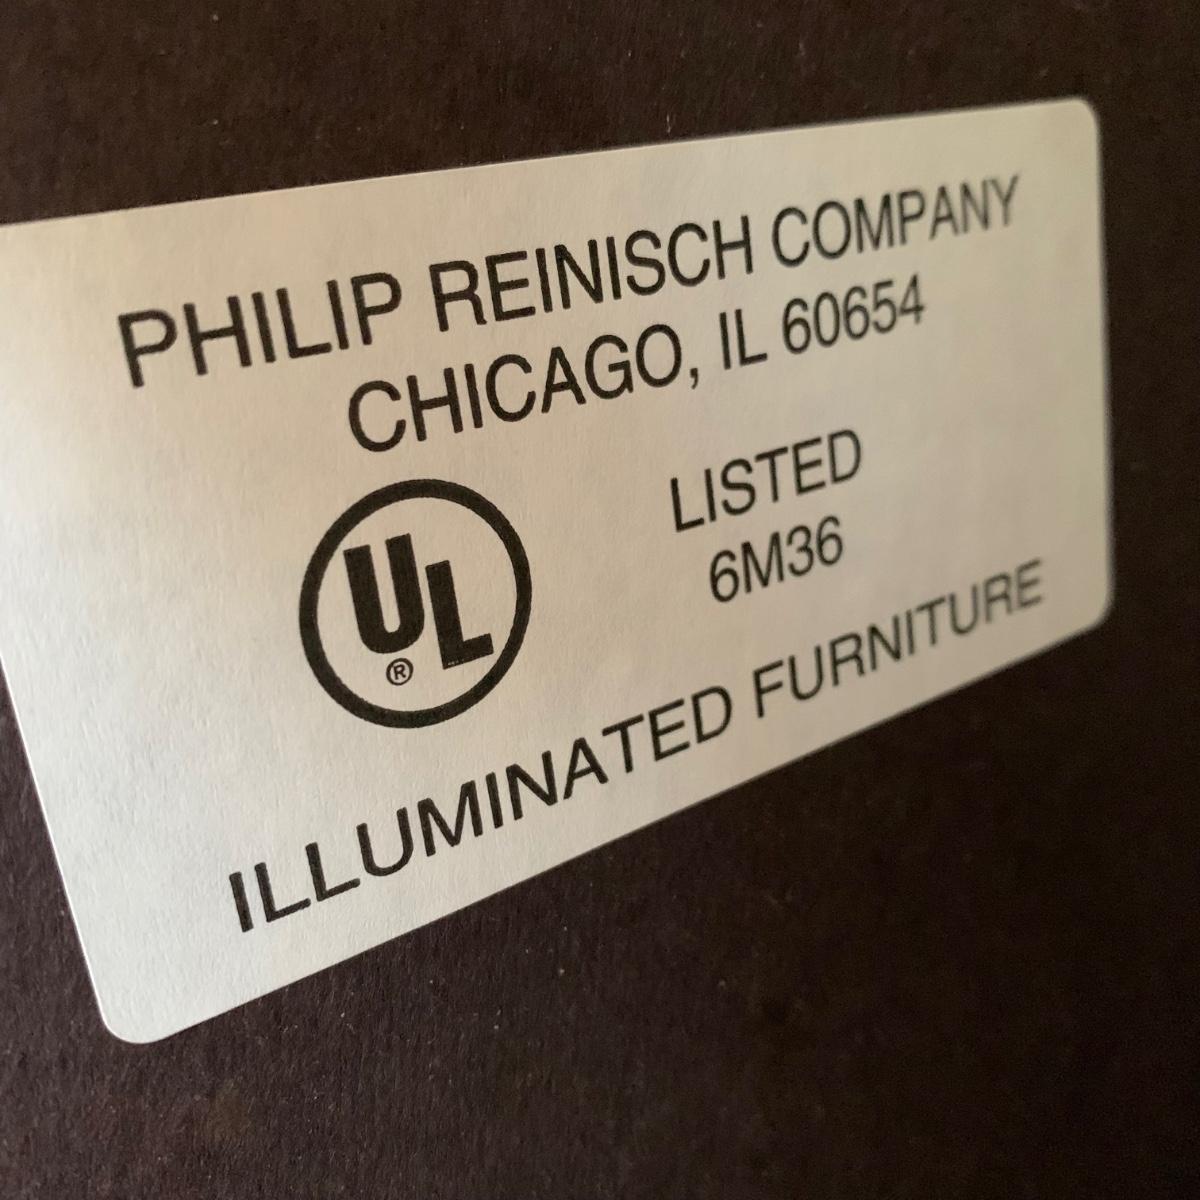 PHILIP REINISCH COMPANY
CHICAGO, IL 60654
LISTED
6M36
UL
®
ILLUMINATED FURNITURE